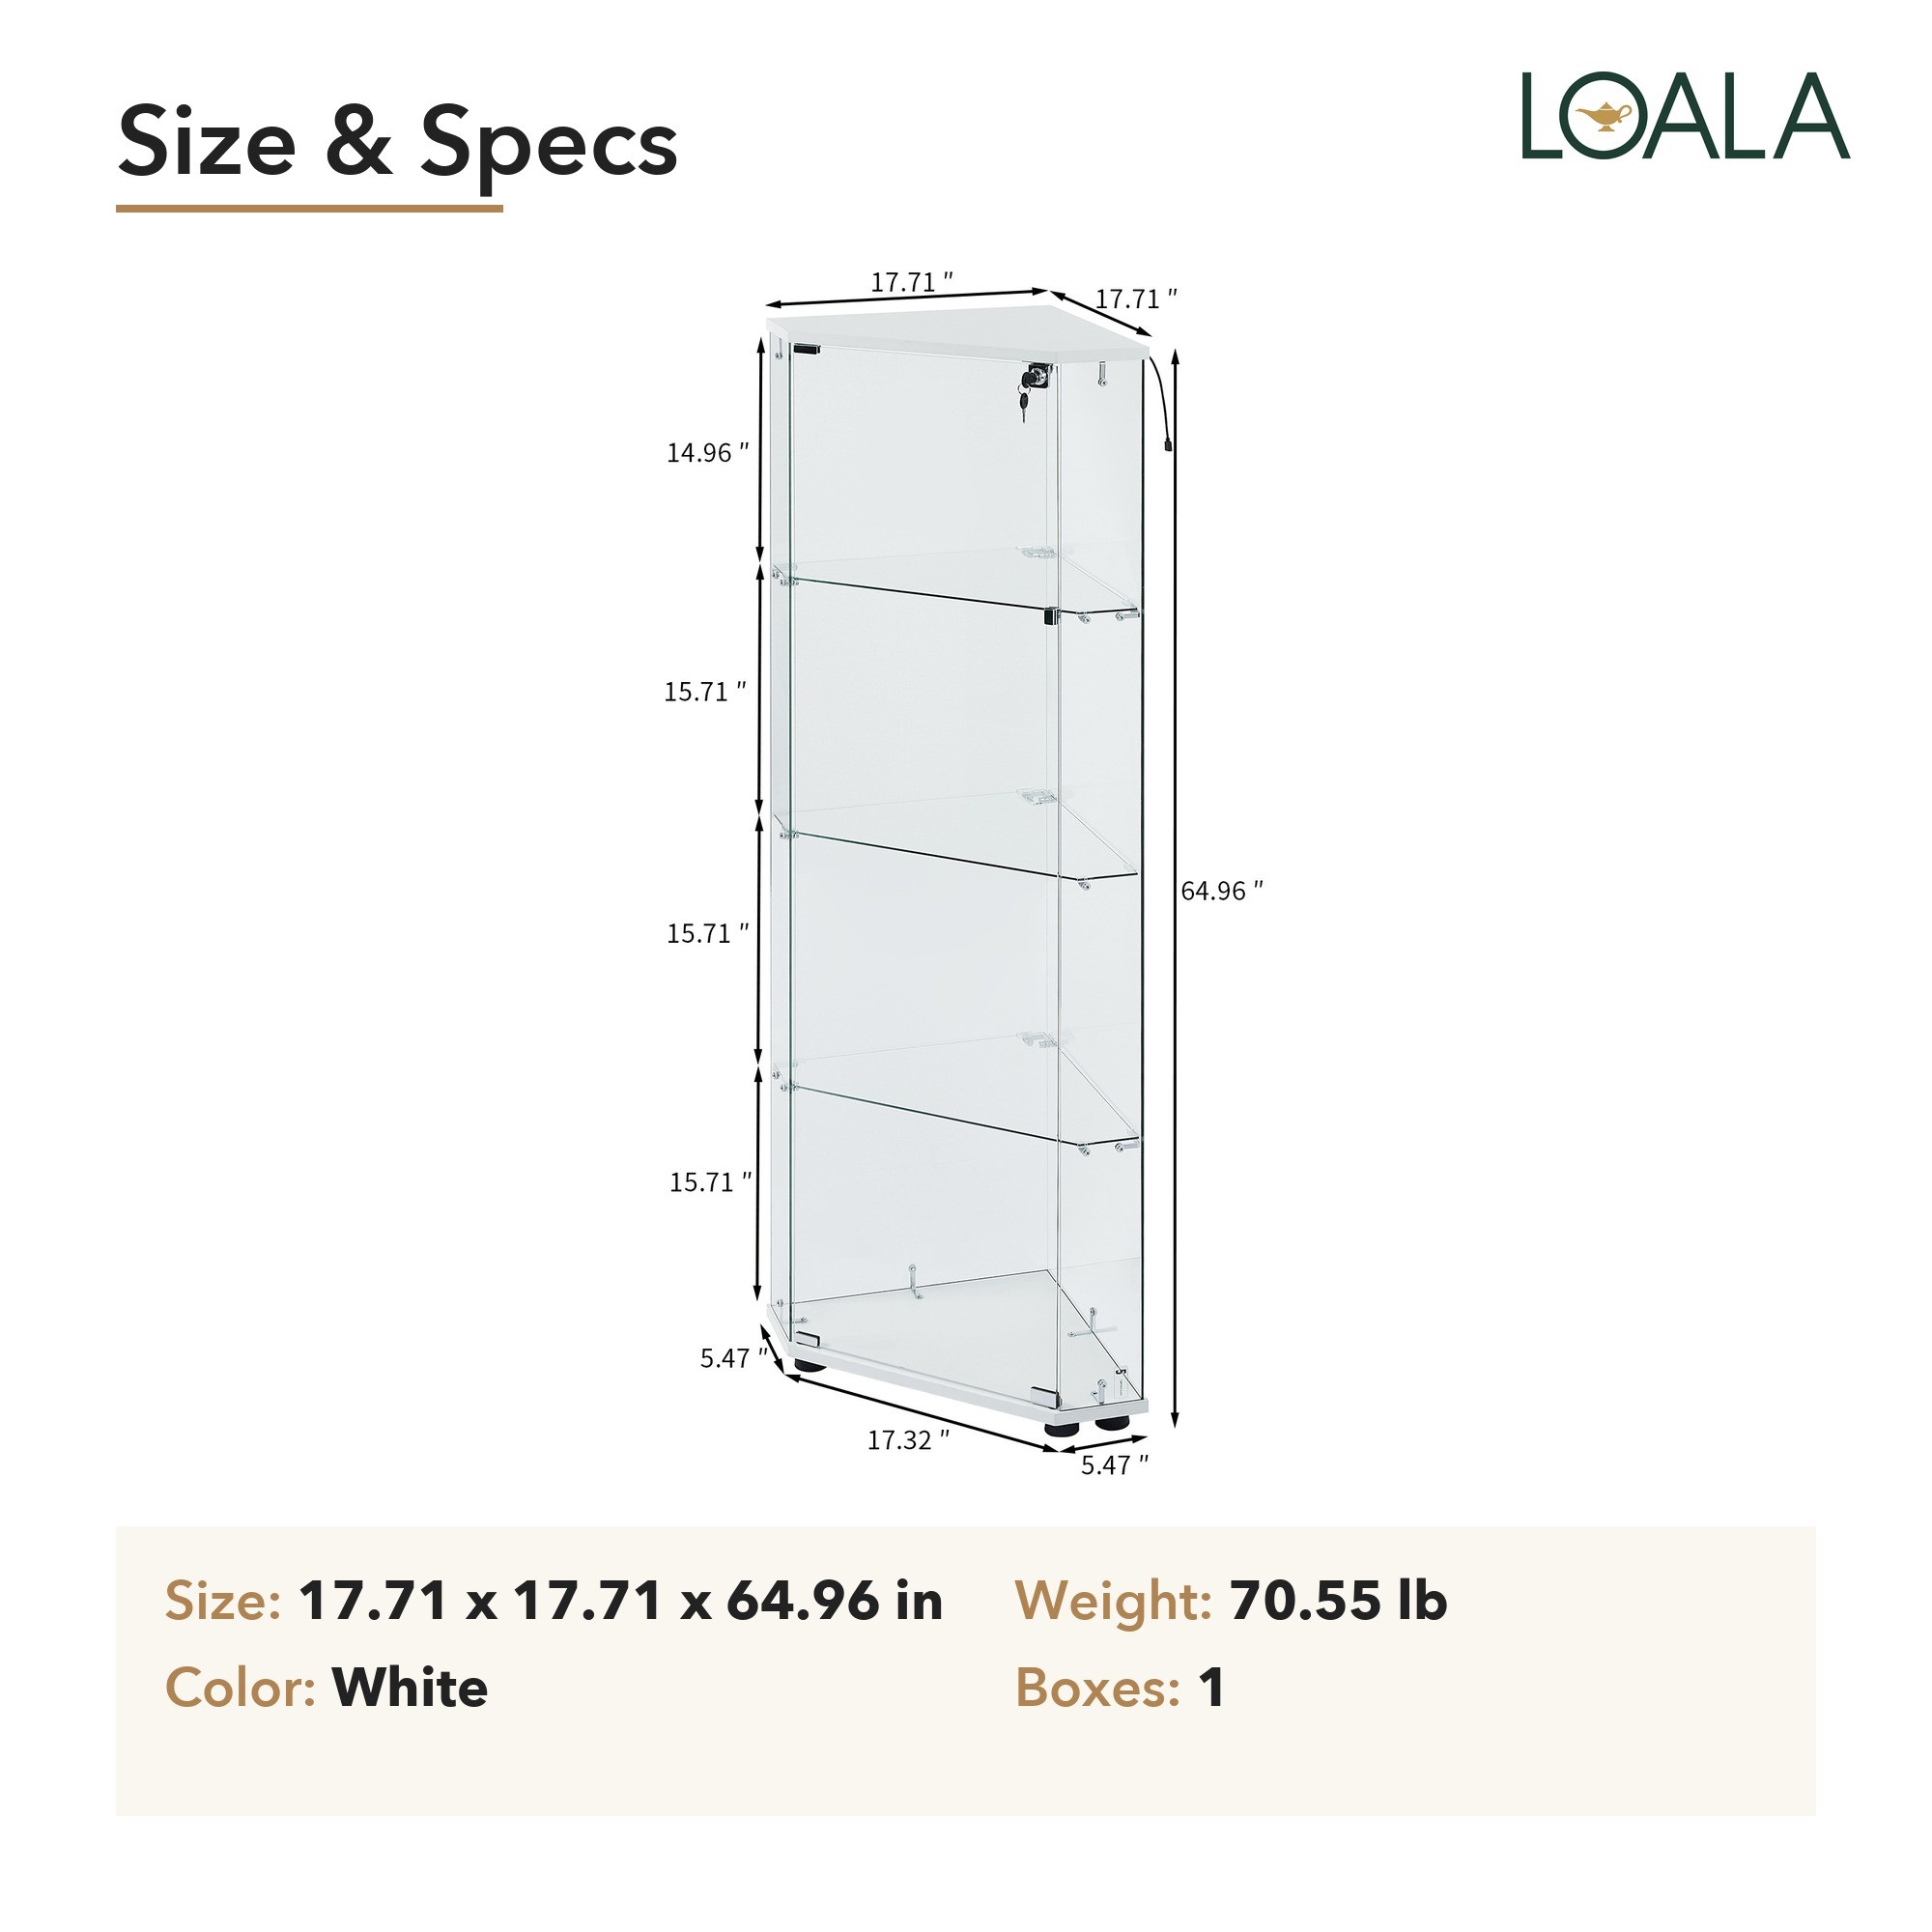 Size & Specs
LOALA
17.71 "
17.71 "
14.96 "
15.71 "
15.71 "
64.96 "
15.71 "
5.47 "
17.32 "
5.47 "
Size: 17.71 x 17.71 x 64.96 in
Weight: 70.55 lb
Color: White
Boxes: 1